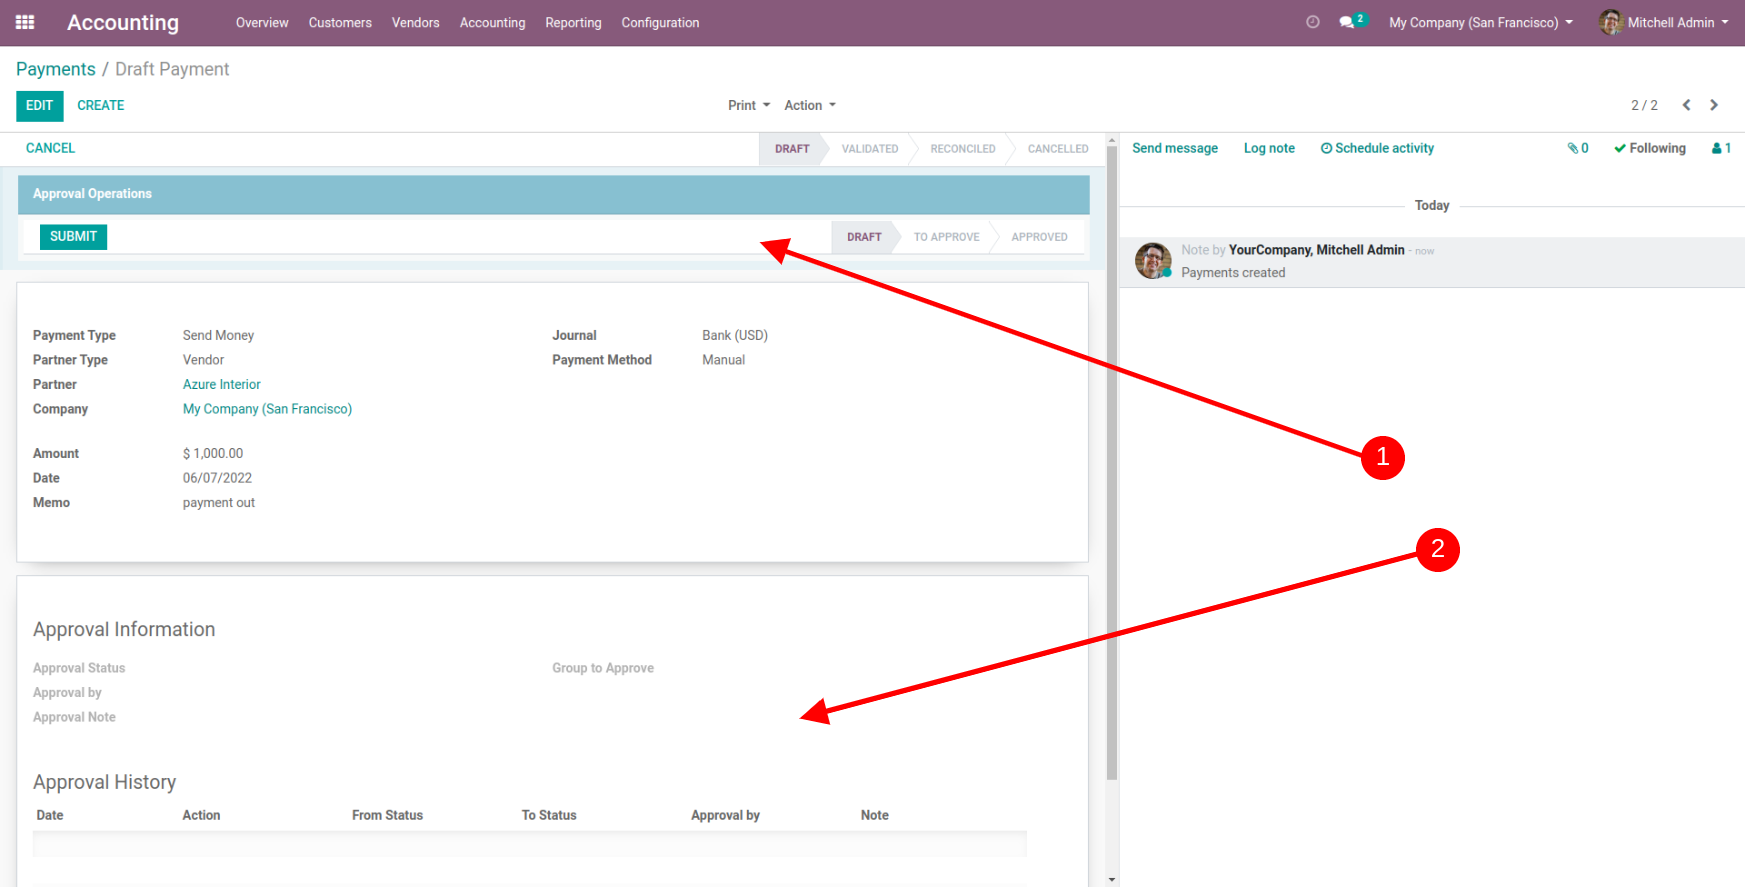 Accounting Overview Customers Vendors Accounting Reporting Configuration 2 My Company (San Francisco) Mitchell Admin
Payments / Draft Payment
EDIT CREATE Print Action 2 / 2
CANCEL DRAFT VALIDATED RECONCILED CANCELLED Send message Log note Schedule activity 0 Following 1
Approval Operations
Today
SUBMIT DRAFT TO APPROVE APPROVED
Note by YourCompany, Mitchell Admin - now
Payments created
Payment Type Send Money Journal Bank (USD)
Partner Type Vendor Payment Method Manual
Partner Azure Interior
Company My Company (San Francisco)
Amount $ 1,000.00
1
Date 06/07/2022
Memo payment out
2
Approval Information
Approval Status Group to Approve
Approval by
Approval Note
Approval History
Date Action From Status To Status Approval by Note